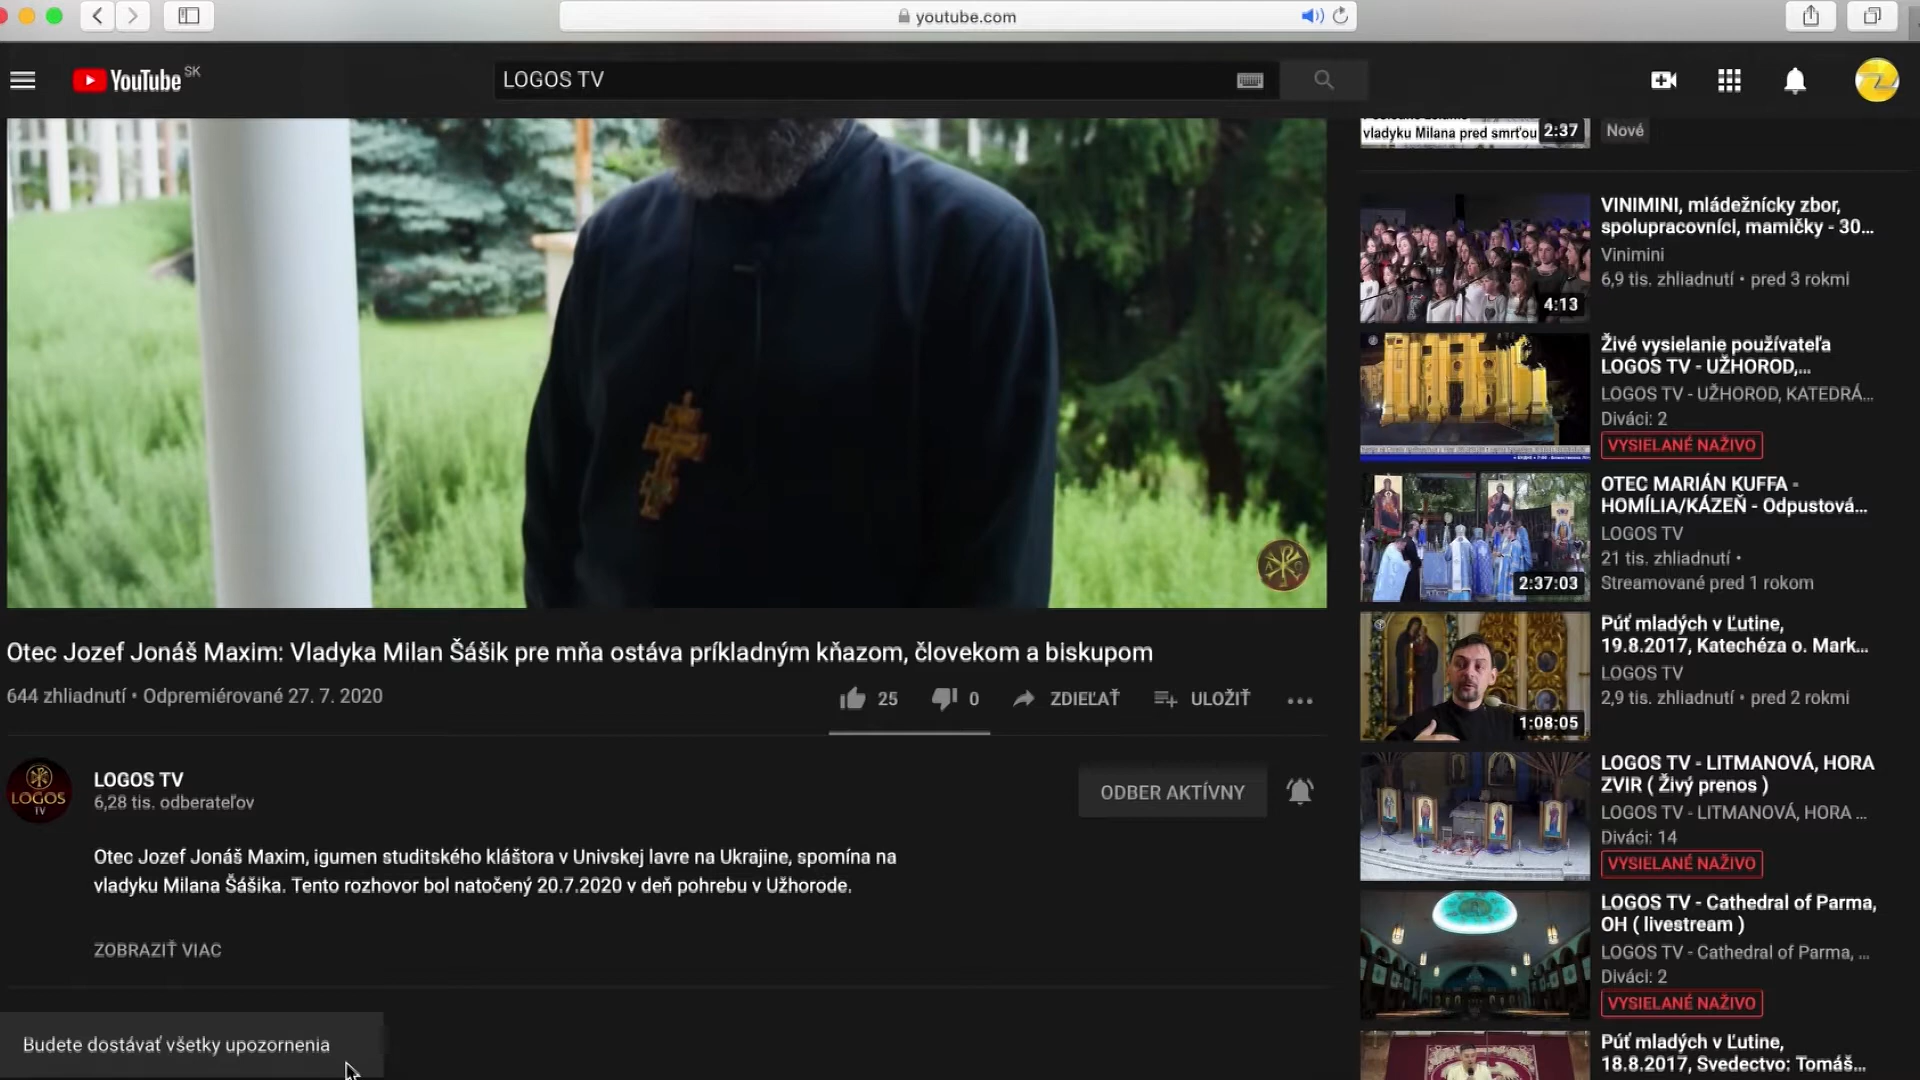 youtube.com
YouTube SK
LOGOS TV
vladyku Milana pred smrťou 2:37
Nové
VINIMINI, mládežnícky zbor,
spolupracovníci, mamičky - 30...
Vinimini
6,9 tis. zhliadnutí • pred 3 rokmi
4:13
Živé vysielanie používateľa
LOGOS TV - UŽHOROD,...
LOGOS TV - UŽHOROD, KATEDRÁ...
Diváci: 2
VYSIELANÉ NAŽIVO
OTEC MARIÁN KUFFA -
HOMÍLIA/KÁZEŇ - Odpustová...
LOGOS TV
21 tis. zhliadnutí •
Streamované pred 1 rokom
2:37:03
Púť mladých v Ľutine,
19.8.2017, Katechéza o. Mark...
LOGOS TV
2,9 tis. zhliadnutí • pred 2 rokmi
1:08:05
LOGOS TV - LITMANOVÁ, HORA
ZVIR ( Živý prenos )
LOGOS TV - LITMANOVÁ, HORA ...
Diváci: 14
VYSIELANÉ NAŽIVO
LOGOS TV - Cathedral of Parma,
OH ( livestream )
LOGOS TV - Cathedral of Parma, ...
Diváci: 2
VYSIELANÉ NAŽIVO
Púť mladých v Ľutine,
18.8.2017, Svedectvo: Tomáš...
Otec Jozef Jonáš Maxim: Vladyka Milan Šášik pre mňa ostáva príkladným kňazom, človekom a biskupom
644 zhliadnutí • Odpremiérované 27. 7. 2020
25 0 ZDIEĽAŤ ULOŽIŤ
LOGOS TV
LOGOS TV
6,28 tis. odberateľov
ODBER AKTÍVNY
Otec Jozef Jonáš Maxim, igumen studitského kláštora v Univskej lavre na Ukrajine, spomína na
vladyku Milana Šášika. Tento rozhovor bol natočený 20.7.2020 v deň pohrebu v Užhorode.
ZOBRAZIŤ VIAC
Budete dostávať všetky upozornenia